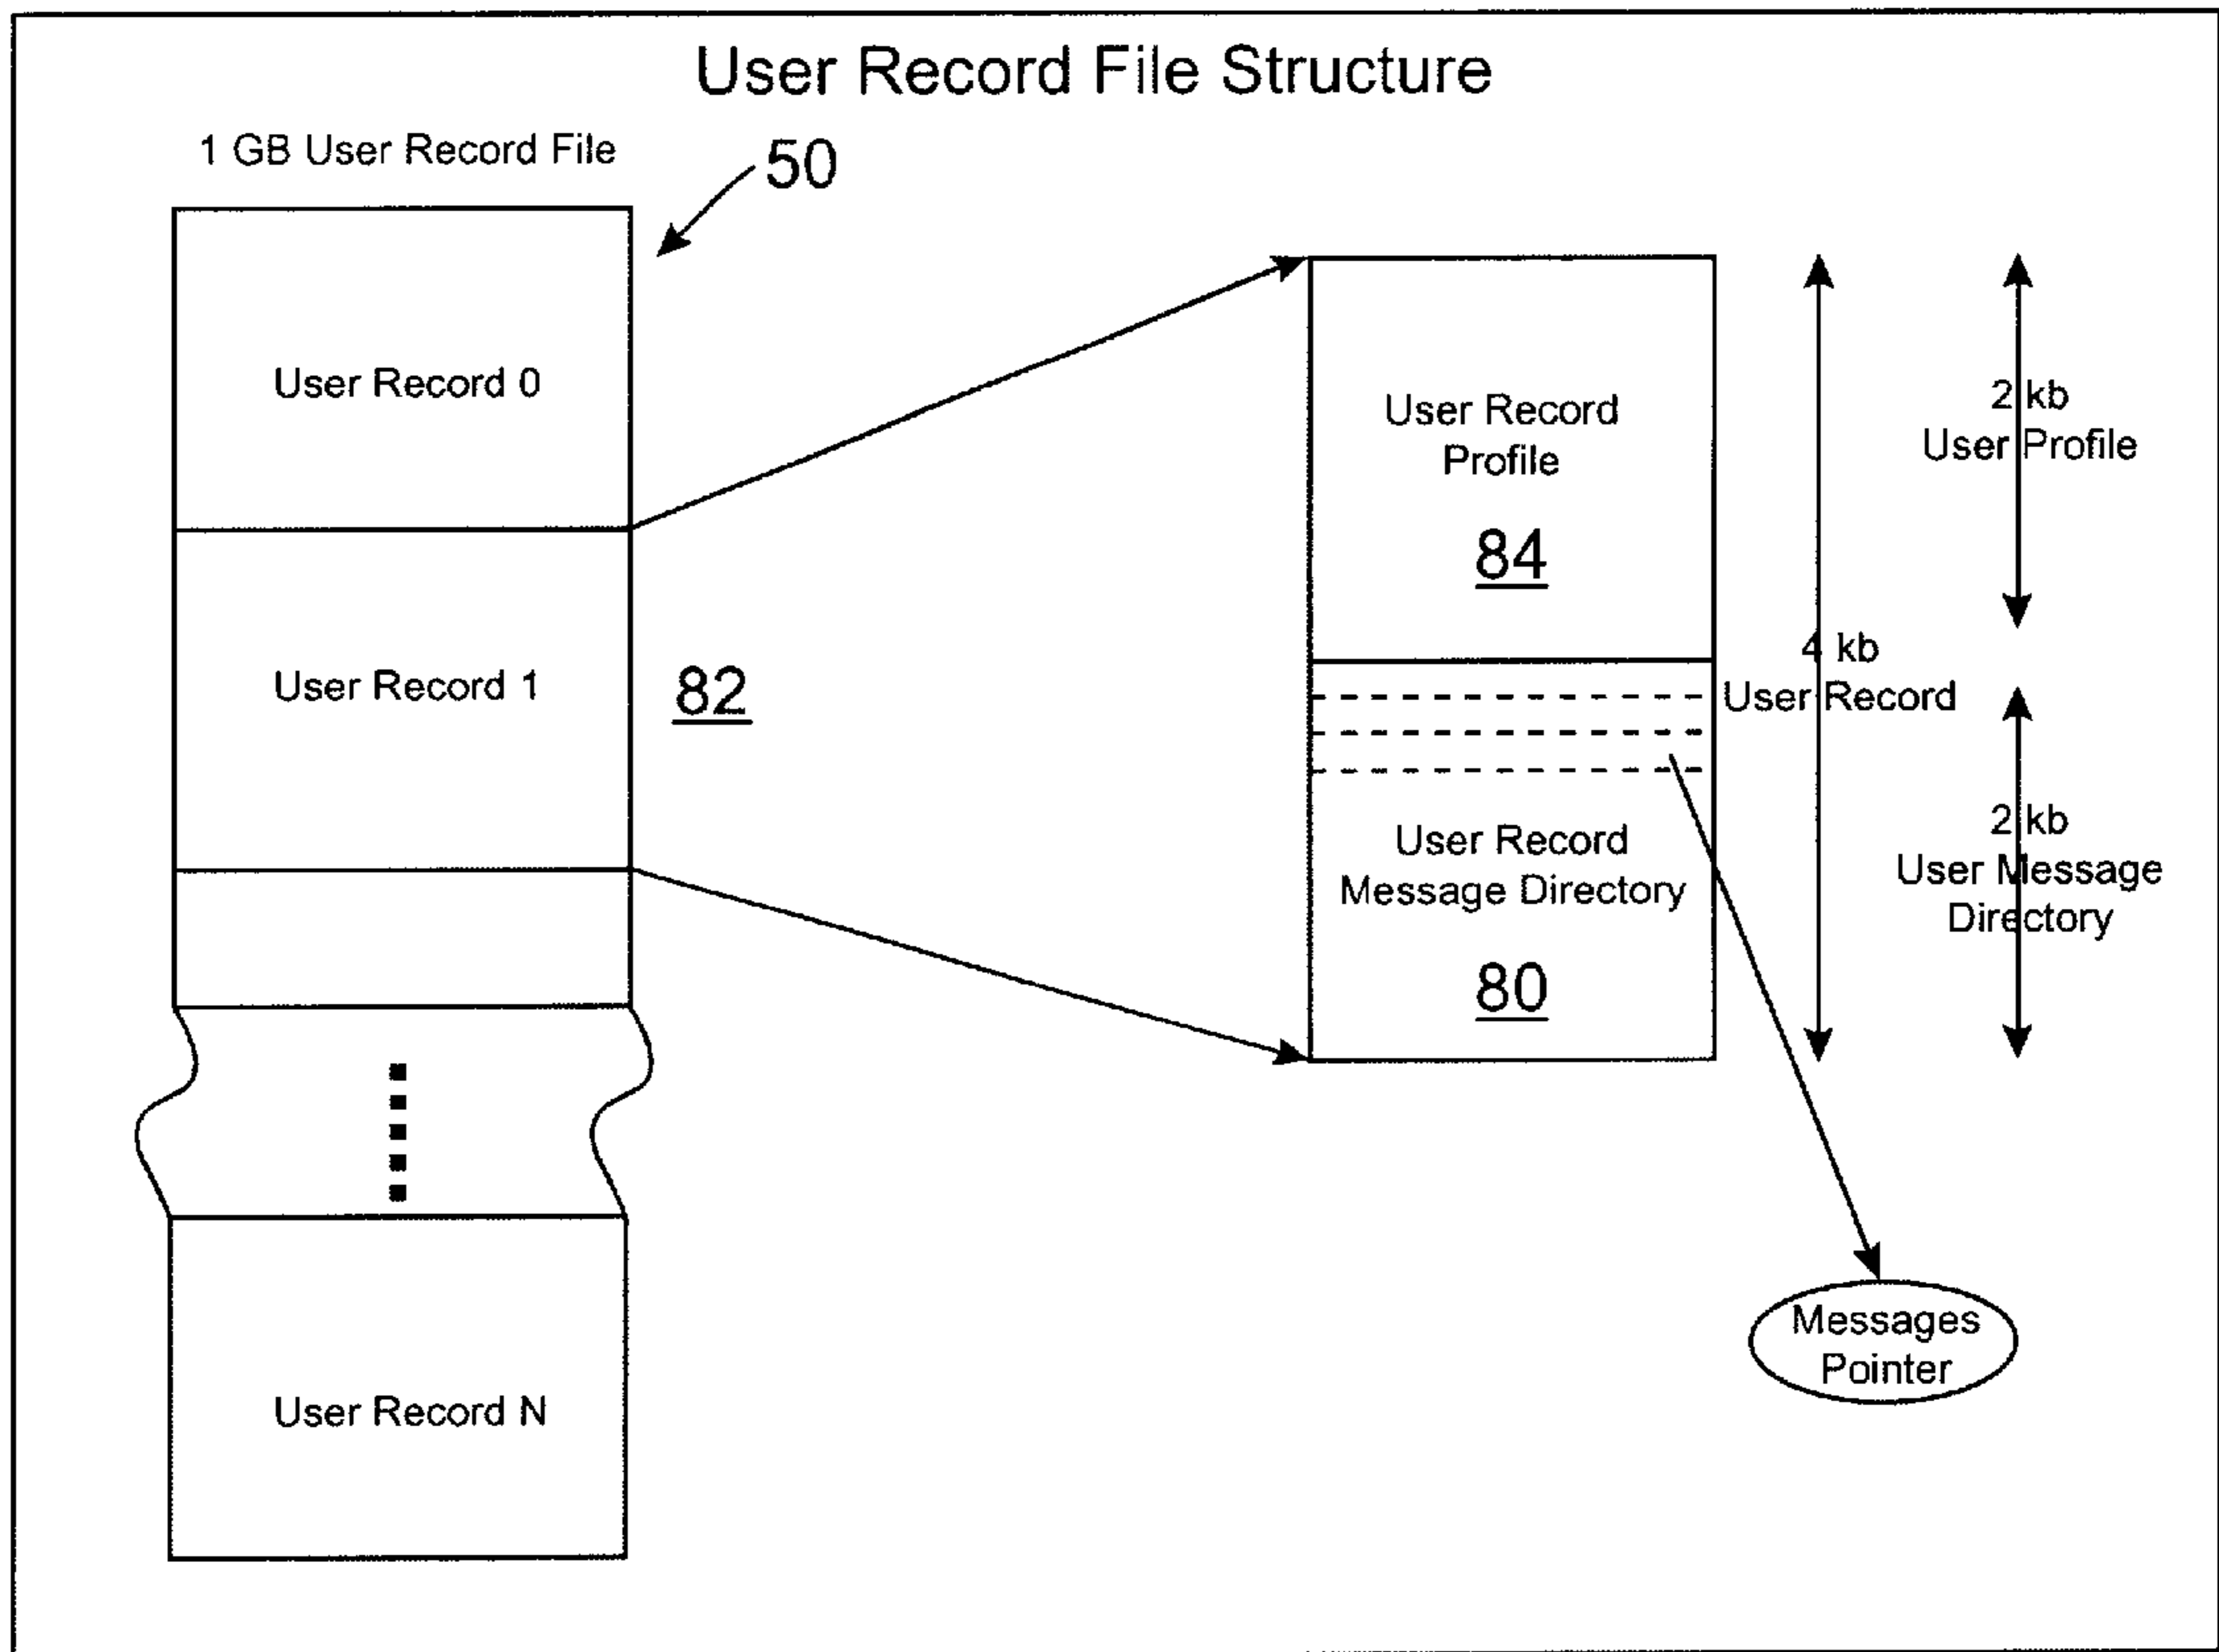 User Record File Structure
1 GB User Record File
50
User Record 0
User Record 1
82
User Record N
User Record
Profile
84
User Record
Message Directory
80
4 kb
User Record
2 kb
User Profile
2 kb
User Message
Directory
Messages
Pointer